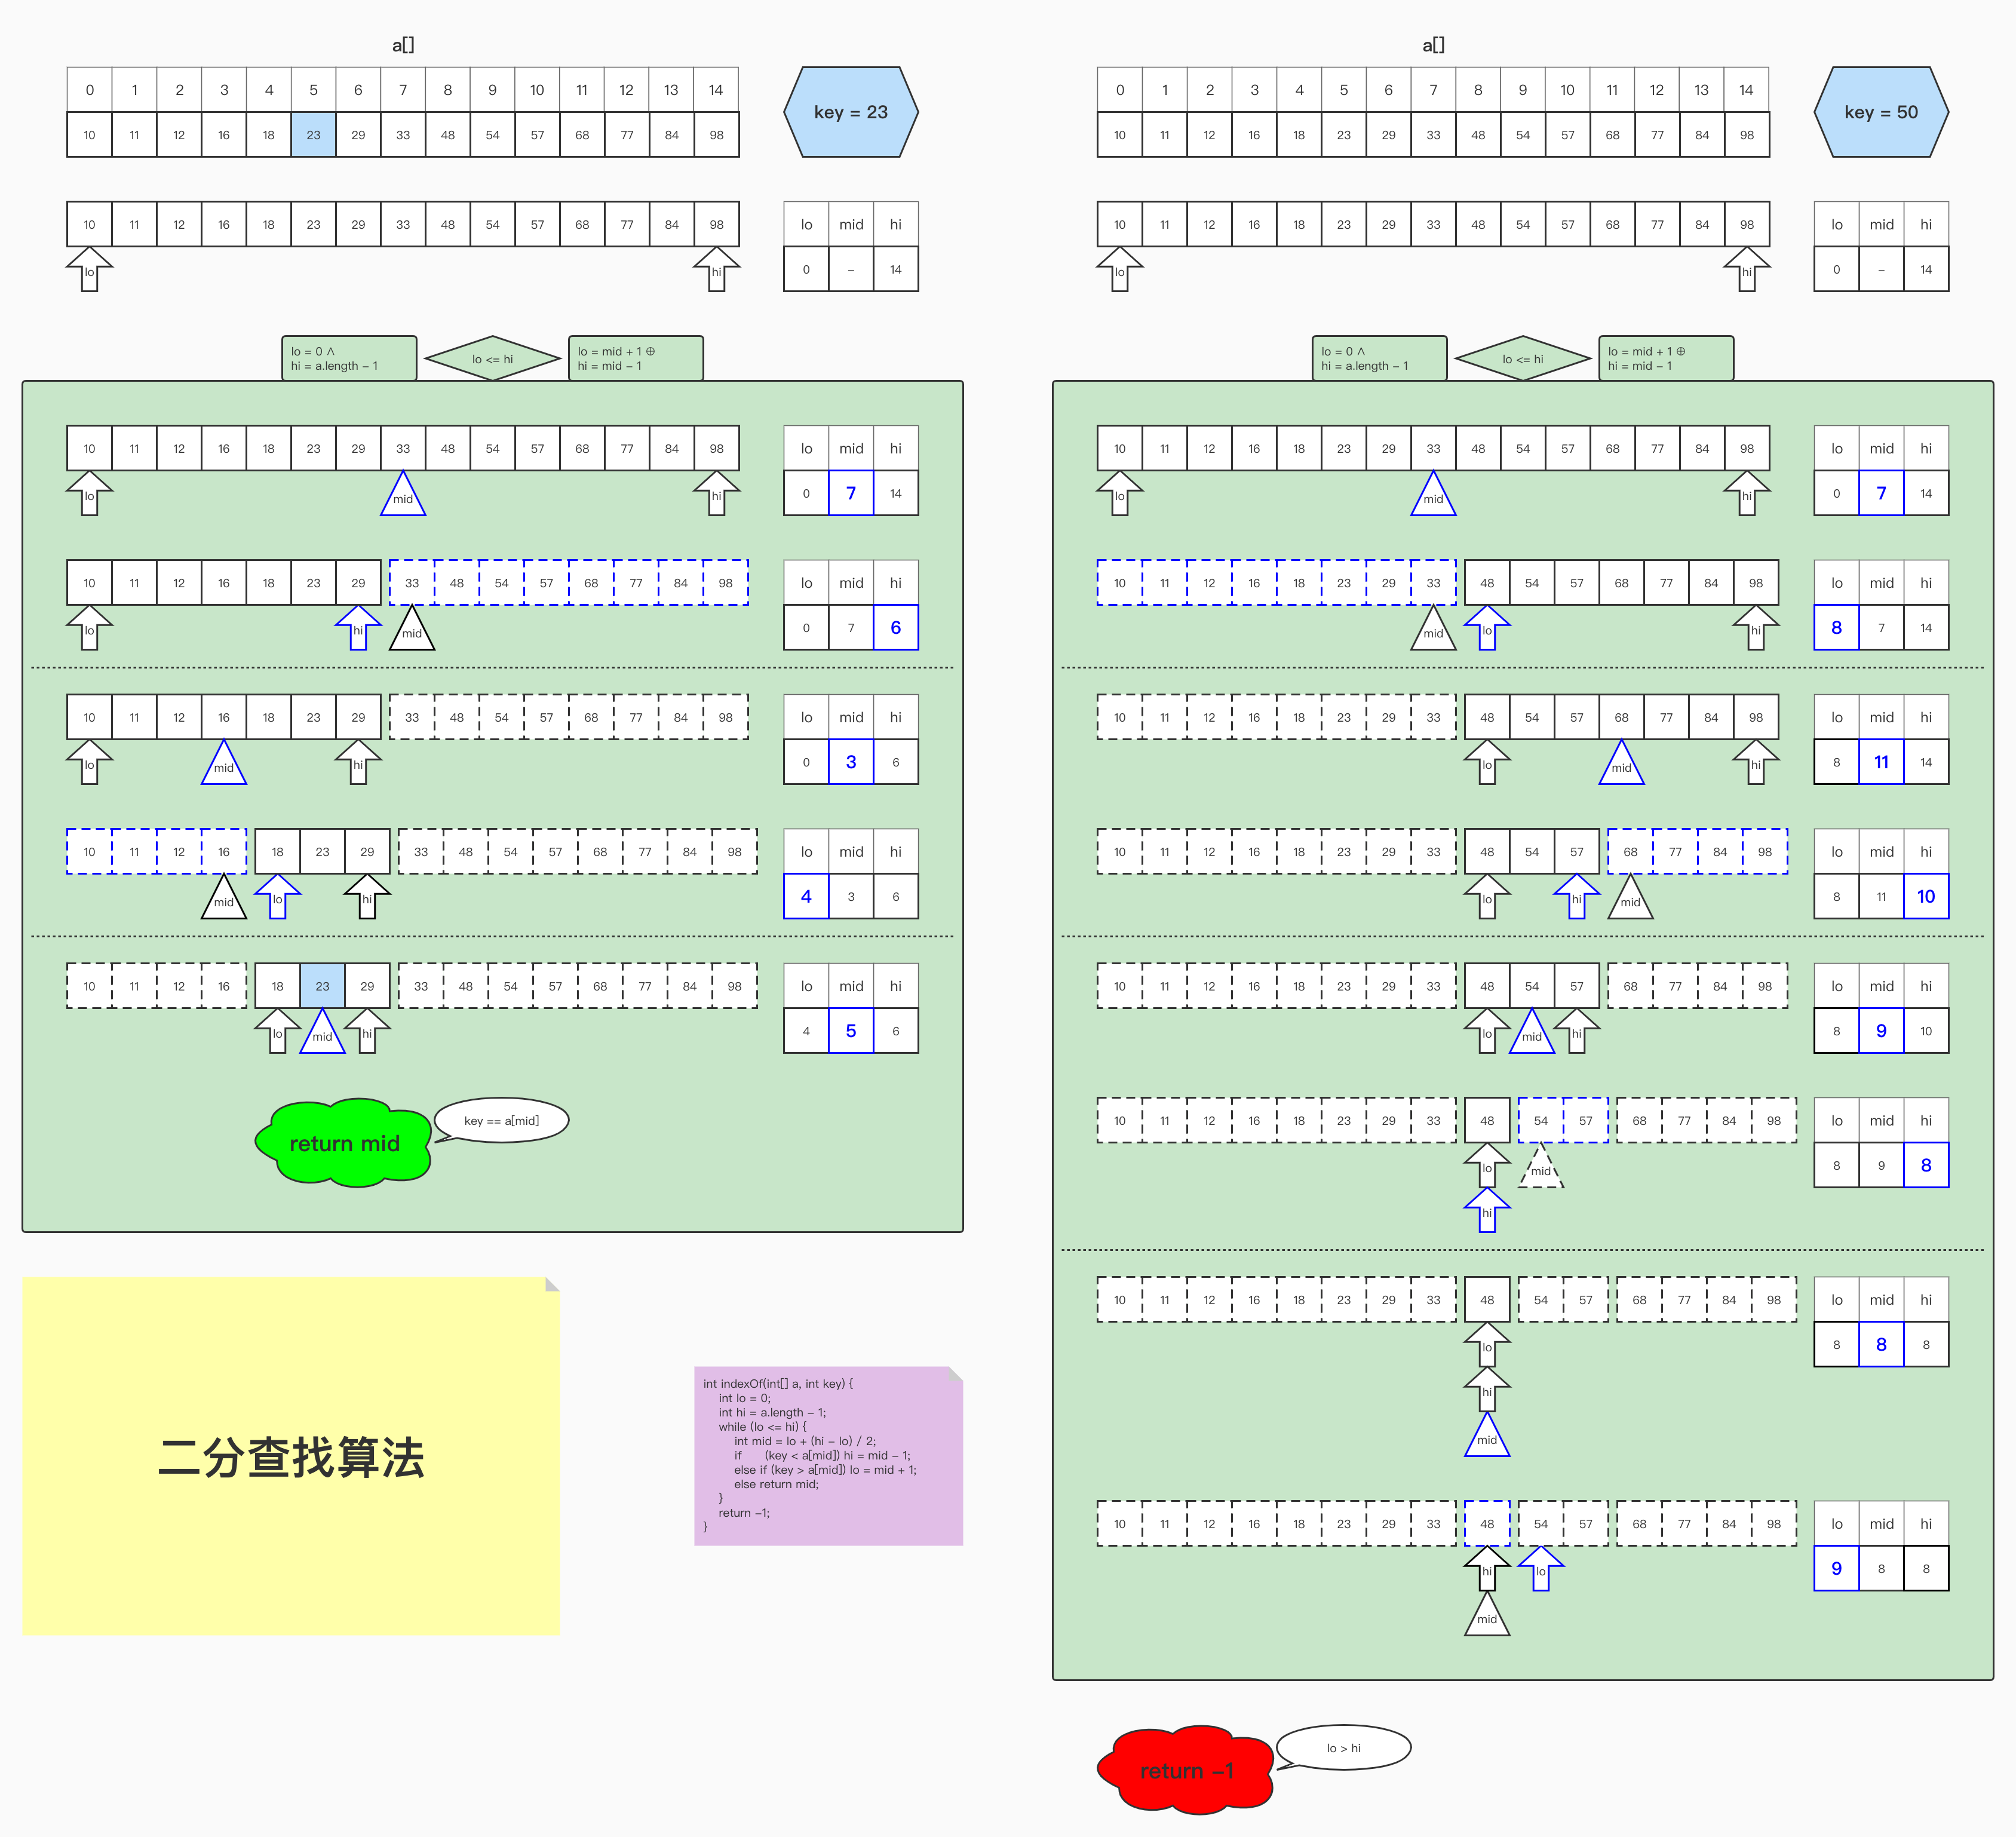 a[]
0 1 2 3 4 5 6 7 8 9 10 11 12 13 14
10 11 12 16 18 23 29 33 48 54 57 68 77 84 98
key = 23
10 11 12 16 18 23 29 33 48 54 57 68 77 84 98
lo hi
lo mid hi
0 – 14
lo = 0 ∧
hi = a.length – 1
lo <= hi
lo = mid + 1 ⊕
hi = mid – 1
10 11 12 16 18 23 29 33 48 54 57 68 77 84 98
lo mid hi
lo mid hi
0 7 14
10 11 12 16 18 23 29 33 48 54 57 68 77 84 98
lo hi mid
lo mid hi
0 7 6
10 11 12 16 18 23 29 33 48 54 57 68 77 84 98
lo mid hi
lo mid hi
0 3 6
10 11 12 16 18 23 29 33 48 54 57 68 77 84 98
mid lo hi
lo mid hi
4 3 6
10 11 12 16 18 23 29 33 48 54 57 68 77 84 98
lo mid hi
lo mid hi
4 5 6
return mid
key == a[mid]
二分查找算法
int indexOf(int[] a, int key) {
int lo = 0;
int hi = a.length – 1;
while (lo <= hi) {
int mid = lo + (hi – lo) / 2;
if (key < a[mid]) hi = mid – 1;
else if (key > a[mid]) lo = mid + 1;
else return mid;
}
return –1;
}
a[]
0 1 2 3 4 5 6 7 8 9 10 11 12 13 14
10 11 12 16 18 23 29 33 48 54 57 68 77 84 98
key = 50
10 11 12 16 18 23 29 33 48 54 57 68 77 84 98
lo hi
lo mid hi
0 – 14
lo = 0 ∧
hi = a.length – 1
lo <= hi
lo = mid + 1 ⊕
hi = mid – 1
10 11 12 16 18 23 29 33 48 54 57 68 77 84 98
lo mid hi
lo mid hi
0 7 14
10 11 12 16 18 23 29 33 48 54 57 68 77 84 98
mid lo hi
lo mid hi
8 7 14
10 11 12 16 18 23 29 33 48 54 57 68 77 84 98
lo mid hi
lo mid hi
8 11 14
10 11 12 16 18 23 29 33 48 54 57 68 77 84 98
lo hi mid
lo mid hi
8 11 10
10 11 12 16 18 23 29 33 48 54 57 68 77 84 98
lo mid hi
lo mid hi
8 9 10
10 11 12 16 18 23 29 33 48 54 57 68 77 84 98
lo mid
hi
lo mid hi
8 9 8
10 11 12 16 18 23 29 33 48 54 57 68 77 84 98
lo
hi
mid
lo mid hi
8 8 8
10 11 12 16 18 23 29 33 48 54 57 68 77 84 98
hi lo
mid
lo mid hi
9 8 8
return –1
lo > hi